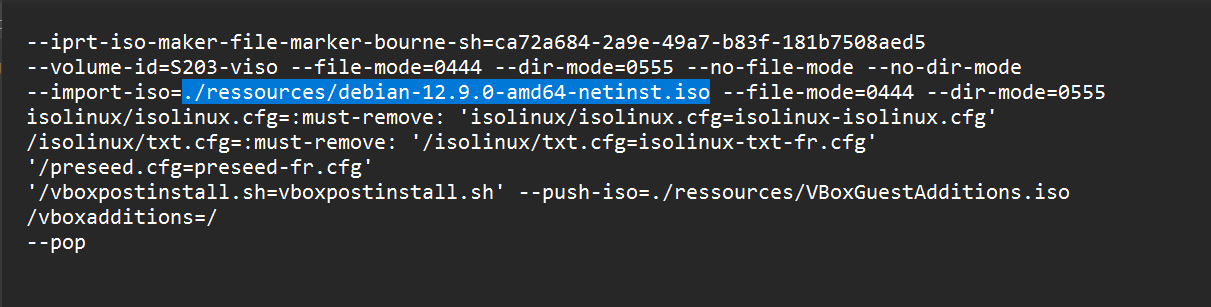 --iprt-iso-maker-file-marker-bourne-sh=ca72a684-2a9e-49a7-b83f-181b7508aed5
--volume-id=S203-viso --file-mode=0444 --dir-mode=0555 --no-file-mode --no-dir-mode
--import-iso=./ressources/debian-12.9.0-amd64-netinst.iso --file-mode=0444 --dir-mode=0555
isolinux/isolinux.cfg=:must-remove: 'isolinux/isolinux.cfg=isolinux-isolinux.cfg'
/isolinux/txt.cfg=:must-remove: '/isolinux/txt.cfg=isolinux-txt-fr.cfg'
'/preseed.cfg=preseed-fr.cfg'
'/vboxpostinstall.sh=vboxpostinstall.sh' --push-iso=./ressources/VBoxGuestAdditions.iso
/vboxadditions=/
--pop